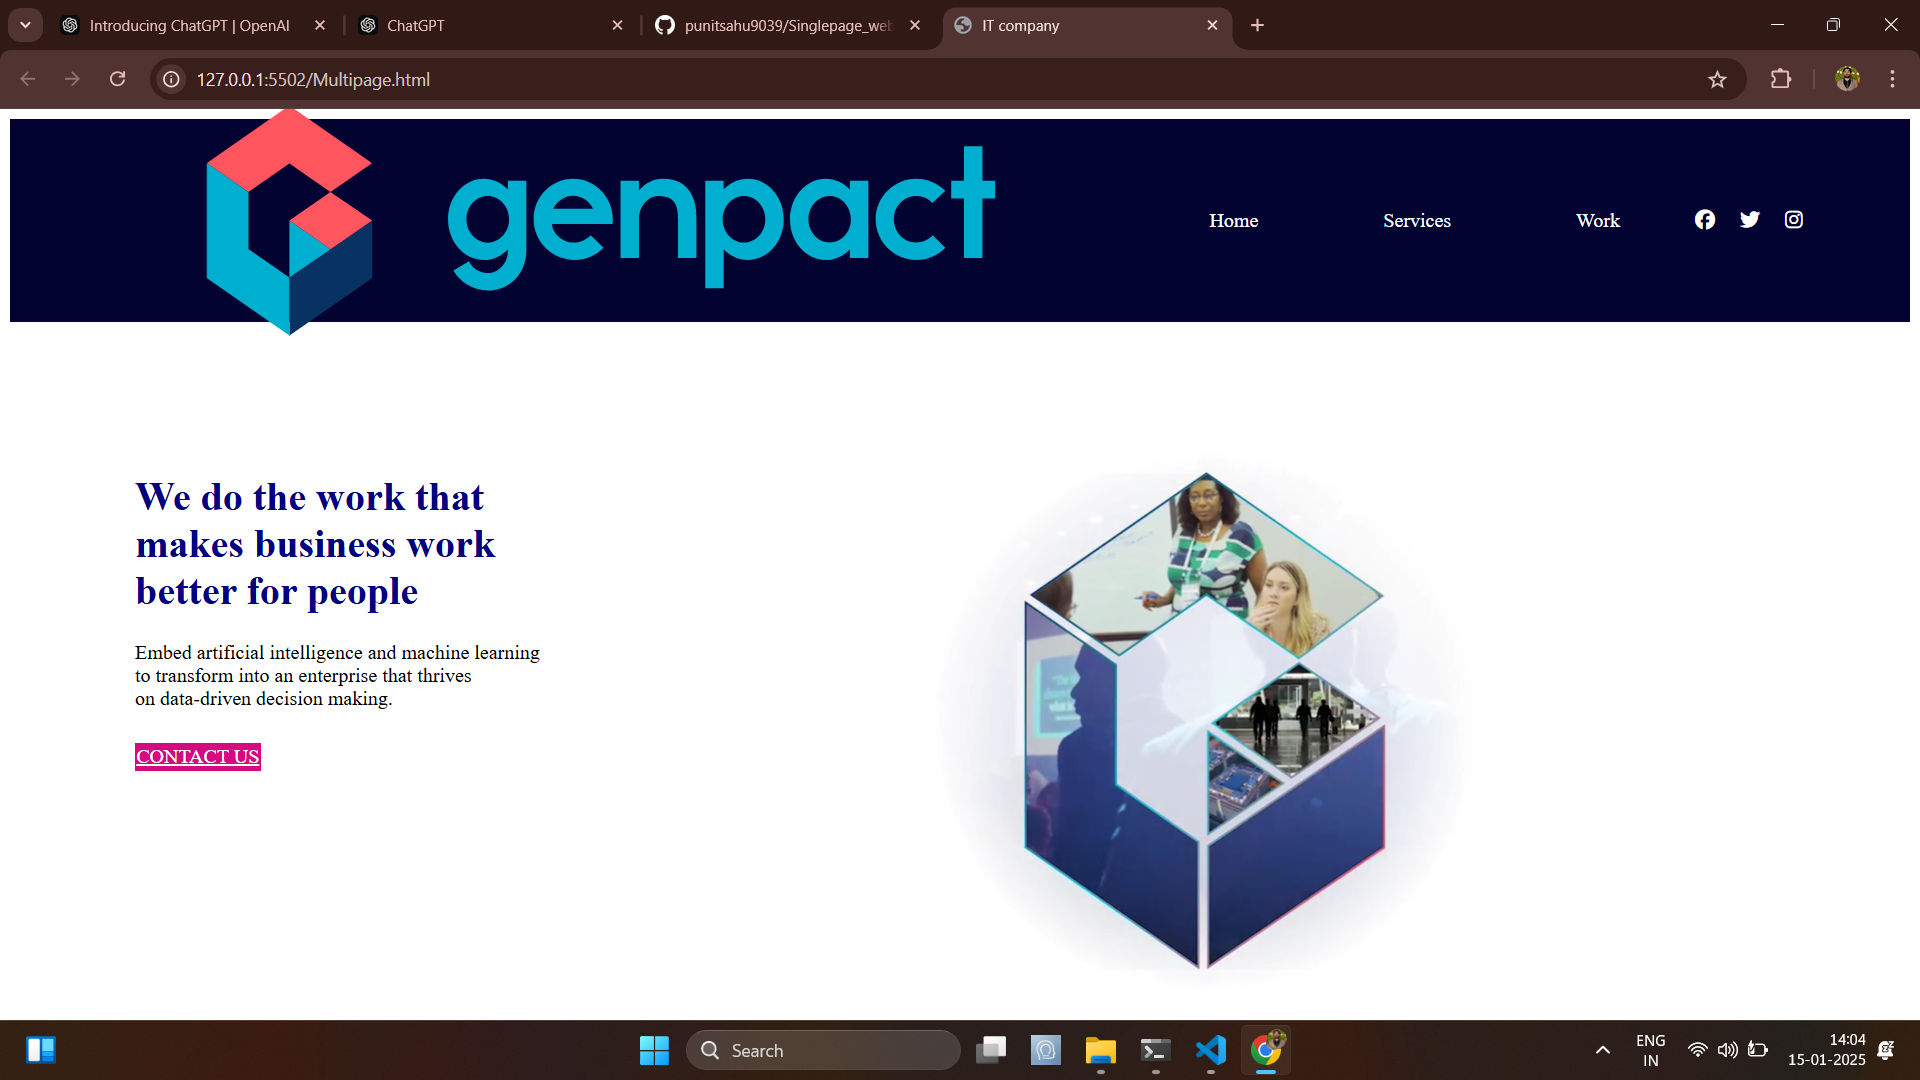 Introducing ChatGPT | OpenAI
ChatGPT
punitsahu9039/Singlepage_web
IT company
127.0.0.1:5502/Multipage.html
genpact
Home
Services
Work
We do the work that
makes business work
better for people
Embed artificial intelligence and machine learning
to transform into an enterprise that thrives
on data-driven decision making.
CONTACT US
Search
ENG
IN
14:04
15-01-2025